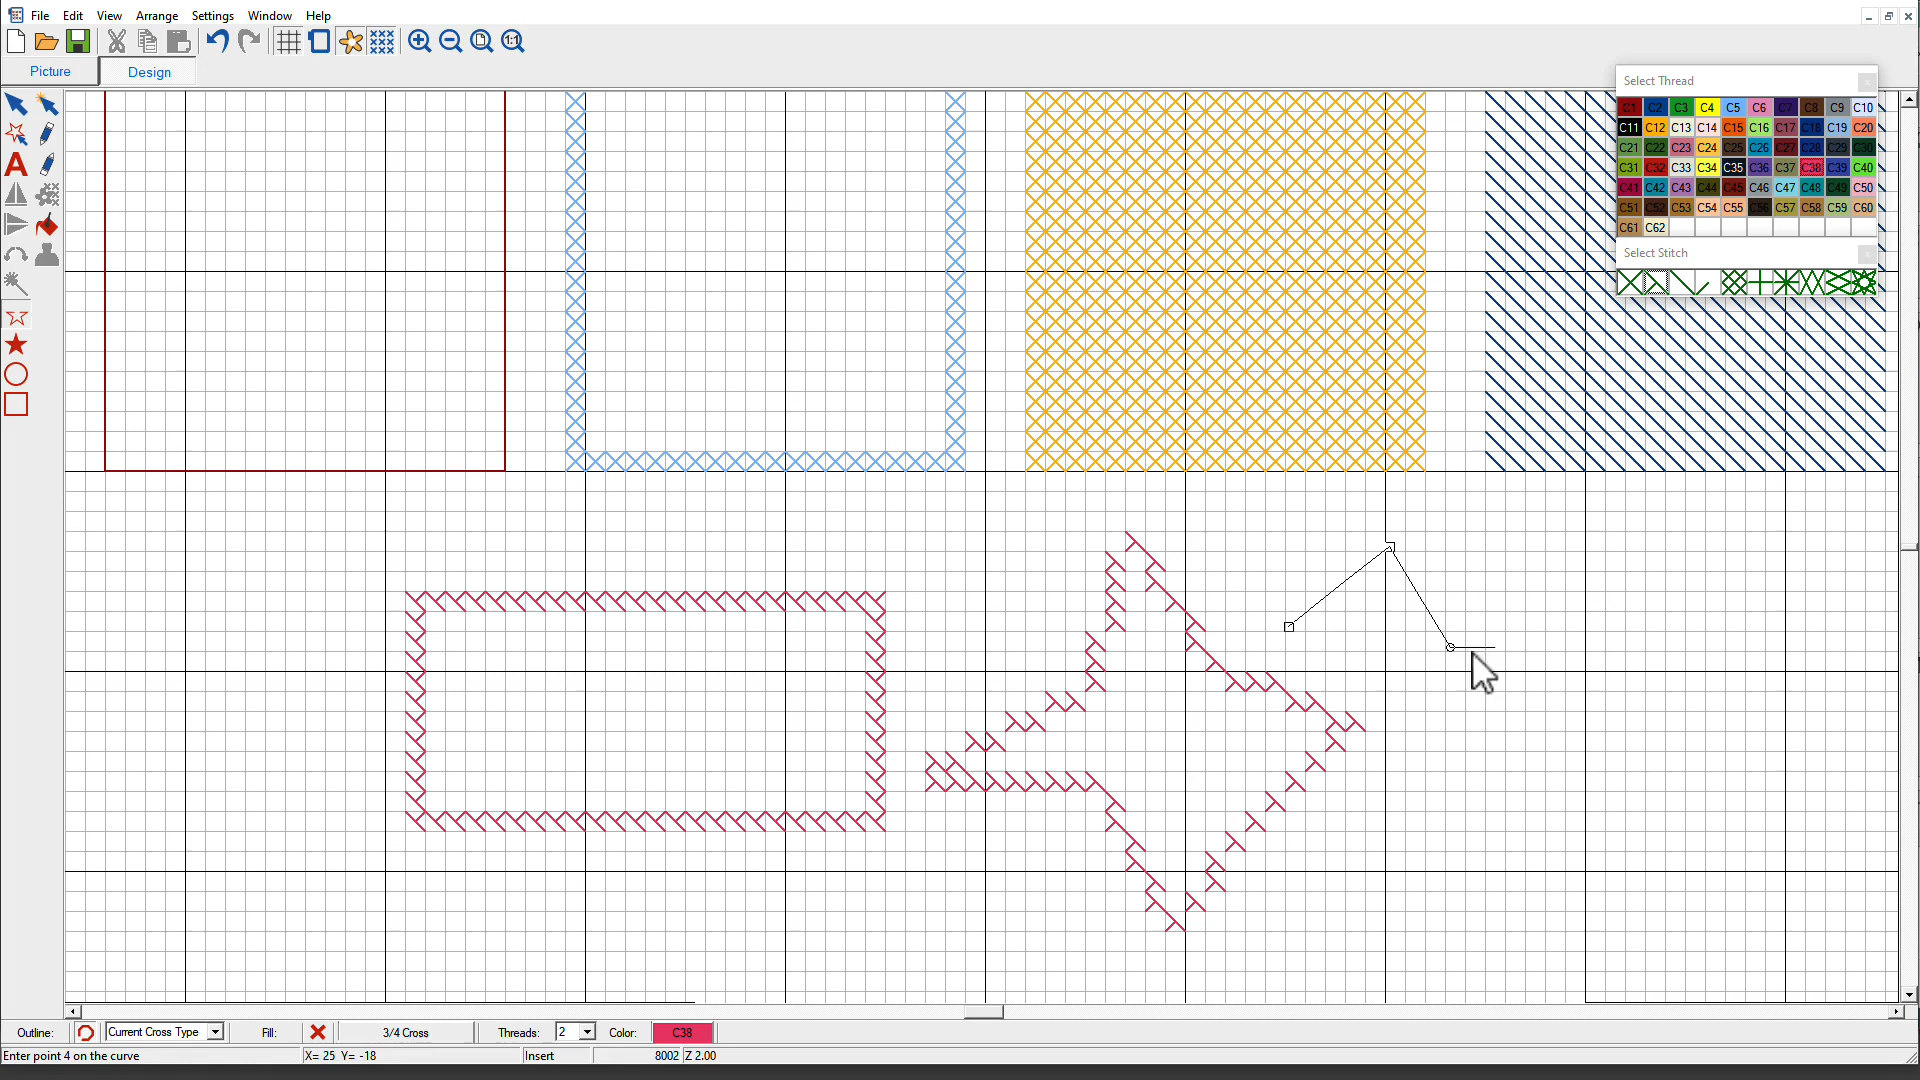 File Edit View Arrange Settings Window Help
1:1
Picture Design
Select Thread
C1 C2 C3 C4 C5 C6 C7 C8 C9 C10
C11 C12 C13 C14 C15 C16 C17 C18 C19 C20
C21 C22 C23 C24 C25 C26 C27 C28 C29 C30
C31 C32 C33 C34 C35 C36 C37 C38 C39 C40
C41 C42 C43 C44 C45 C46 C47 C48 C49 C50
C51 C52 C53 C54 C55 C56 C57 C58 C59 C60
C61 C62
Select Stitch
A
Outline: Current Cross Type Fill: 3/4 Cross Threads: 2 Color: C38
Enter point 4 on the curve X= 25 Y= -18 Insert 8002 Z 2.00